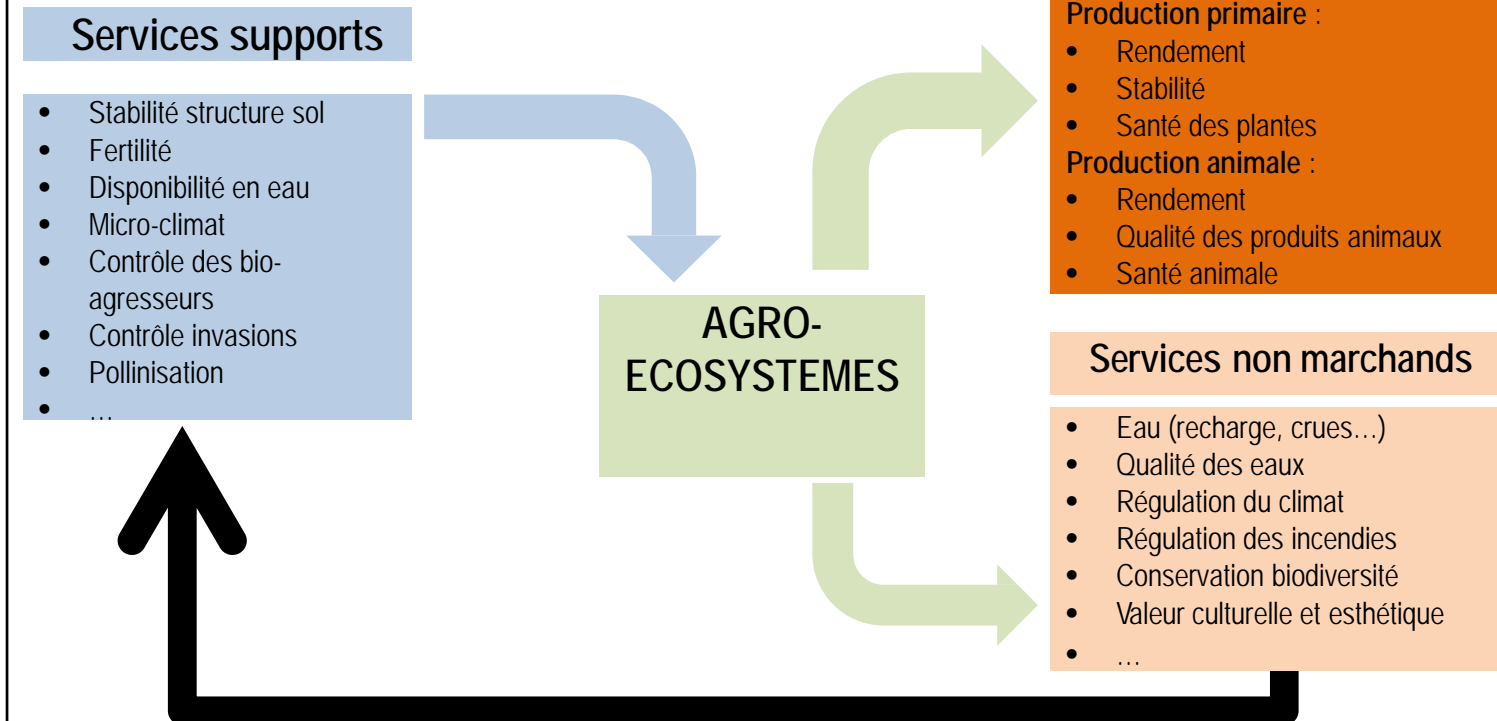 Services supports
• Stabilité structure sol
• Fertilité
• Disponibilité en eau
• Micro-climat
• Contrôle des bio-
agresseurs
• Contrôle invasions
• Pollinisation
• …
AGRO-
ECOSYSTEMES
Production primaire :
• Rendement
• Stabilité
• Santé des plantes
Production animale :
• Rendement
• Qualité des produits animaux
• Santé animale
Services non marchands
• Eau (recharge, crues…)
• Qualité des eaux
• Régulation du climat
• Régulation des incendies
• Conservation biodiversité
• Valeur culturelle et esthétique
• …